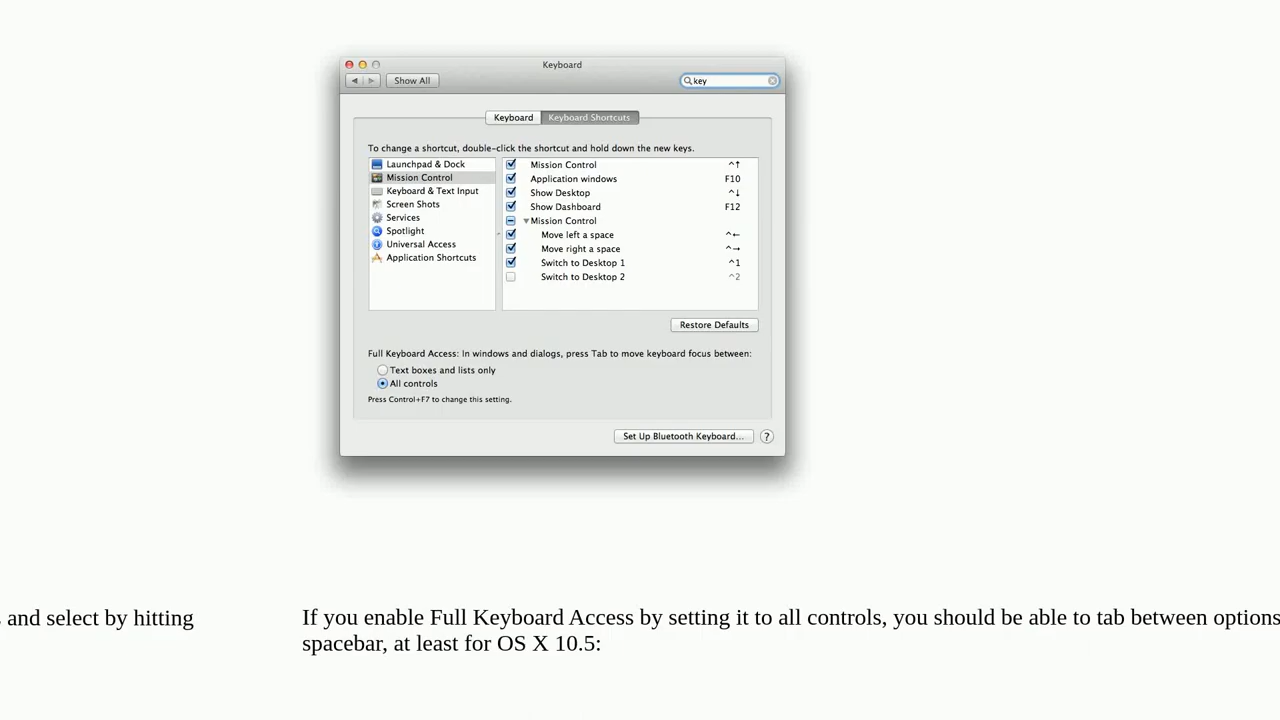 Keyboard
Show All
key
Keyboard Keyboard Shortcuts
To change a shortcut, double-click the shortcut and hold down the new keys.
Launchpad & Dock
Mission Control
Keyboard & Text Input
Screen Shots
Services
Spotlight
Universal Access
Application Shortcuts
Mission Control ^↑
Application windows F10
Show Desktop ^↓
Show Dashboard F12
Mission Control
Move left a space ^←
Move right a space ^→
Switch to Desktop 1 ^1
Switch to Desktop 2 ^2
Restore Defaults
Full Keyboard Access: In windows and dialogs, press Tab to move keyboard focus between:
Text boxes and lists only
All controls
Press Control+F7 to change this setting.
Set Up Bluetooth Keyboard... ?
and select by hitting
If you enable Full Keyboard Access by setting it to all controls, you should be able to tab between options
spacebar, at least for OS X 10.5: